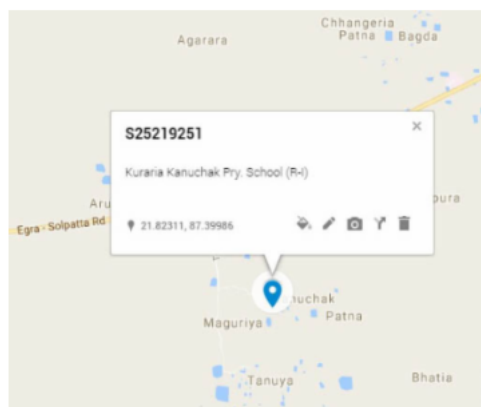 Chhangeria
Patna Bagda
Agarara
S25219251
Kuraria Kanuchak Pry. School (R-I)
21.82311, 87.39986
Aru
pura
Egra - Solpatta Rd
nuchak
Maguriya
Patna
Tanuya
Bhatia